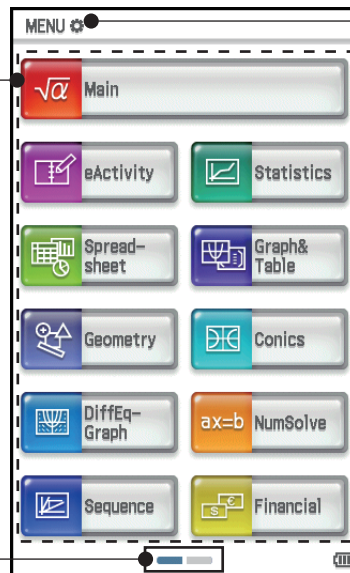 MENU
√α Main
eActivity
Statistics
Spread-
sheet
Graph&
Table
Geometry
Conics
DiffEq-
Graph
ax=b NumSolve
Sequence
$ €
Financial